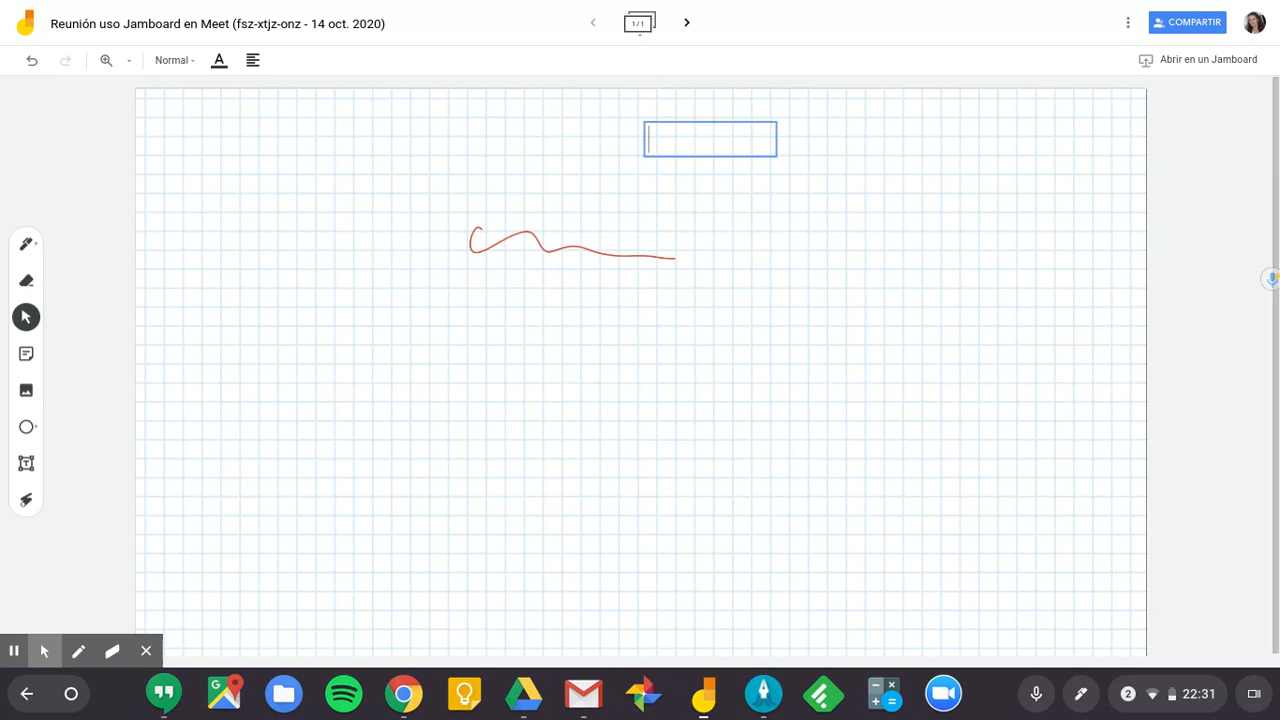 Reunión uso Jamboard en Meet (fsz-xtjz-onz - 14 oct. 2020)
1 / 1
COMPARTIR
Normal
A
Abrir en un Jamboard
T
2
22:31